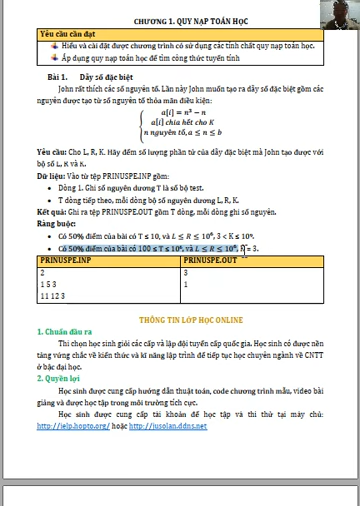 CHƯƠNG 1. QUY NẠP TOÁN HỌC
Yêu cầu cần đạt
Hiểu và cài đặt được chương trình có sử dụng các tính chất quy nạp toán học.
Áp dụng quy nạp toán học để tìm công thức tuyến tính
Bài 1. Dãy số đặc biệt
John rất thích các số nguyên tố. Lần này John muốn tạo ra dãy số đặc biệt gồm các
nguyên được tạo từ số nguyên tố thỏa mãn điều kiện:
a[i] = n³ − n
a[i] chia hết cho K
n nguyên tố, a ≤ n ≤ b
Yêu cầu: Cho L, R, K. Hãy đếm số lượng phần tử của dãy đặc biệt mà John tạo được với
bộ số L, R và K.
Dữ liệu: Vào từ tệp PRINUSPE.INP gồm:
• Dòng 1. Ghi số nguyên dương T là số bộ test.
• T dòng tiếp theo, mỗi dòng bộ số nguyên dương L, R, K.
Kết quả: Ghi ra tệp PRINUSPE.OUT gồm T dòng, mỗi dòng ghi số nguyên.
Ràng buộc:
• Có 50% điểm của bài có T ≤ 10, và L ≤ R ≤ 10⁶, 3 < K ≤ 10⁹.
• Có 50% điểm của bài có 100 ≤ T ≤ 10⁶, và L ≤ R ≤ 10⁶, = 3.
PRINUSPE.INP PRINUSPE.OUT
2 3
1 5 3 1
11 12 3
THÔNG TIN LỚP HỌC ONLINE
1. Chuẩn đầu ra
Thi chọn học sinh giỏi các cấp và lập đội tuyển cấp quốc gia. Học sinh có được nền
tảng vững chắc về kiến thức và kĩ năng lập trình để tiếp tục học chuyên ngành về CNTT
ở bậc đại học.
2. Quyền lợi
Học sinh được cung cấp hướng dẫn thuật toán, code chương trình mẫu, video bài
giảng và được học tập trong môi trường tích cực.
Học sinh được cung cấp tài khoản để học tập và thi thử tại máy chủ:
http://ielp.hopto.org/ hoặc http://iusolan.ddns.net